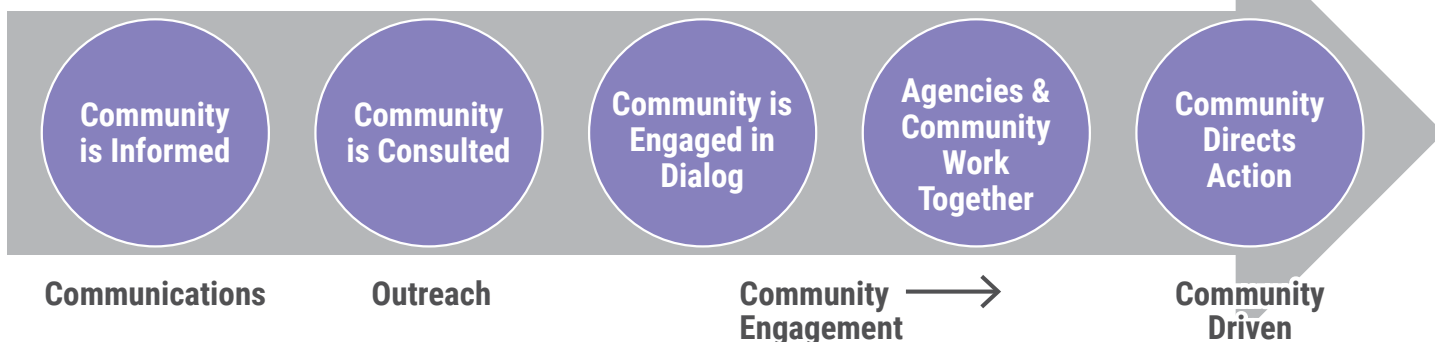 Community
is Informed
Community
is Consulted
Community is
Engaged in
Dialog
Agencies &
Community
Work
Together
Community
Directs
Action
Communications
Outreach
Community
Engagement
Community
Driven